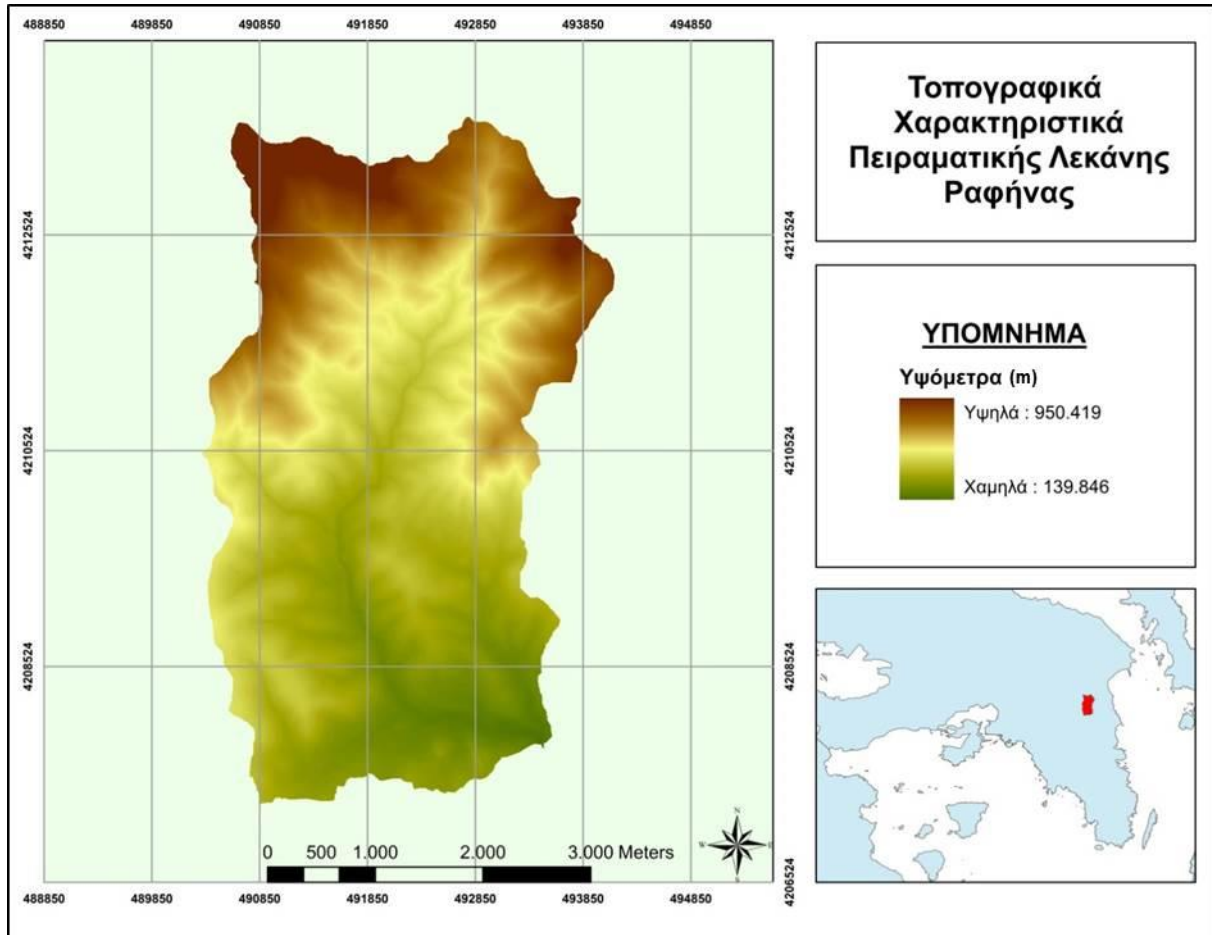 488850 489850 490850 491850 492850 493850 494850
Τοπογραφικά
Χαρακτηριστικά
Πειραματικής Λεκάνης
Ραφήνας
4212524 4212524
ΥΠΟΜΝΗΜΑ
Υψόμετρα (m)
Υψηλά : 950.419
Χαμηλά : 139.846
4210524 4210524
4208524 4208524
N
W E
S
0 500 1.000 2.000 3.000 Meters
4206524
488850 489850 490850 491850 492850 493850 494850